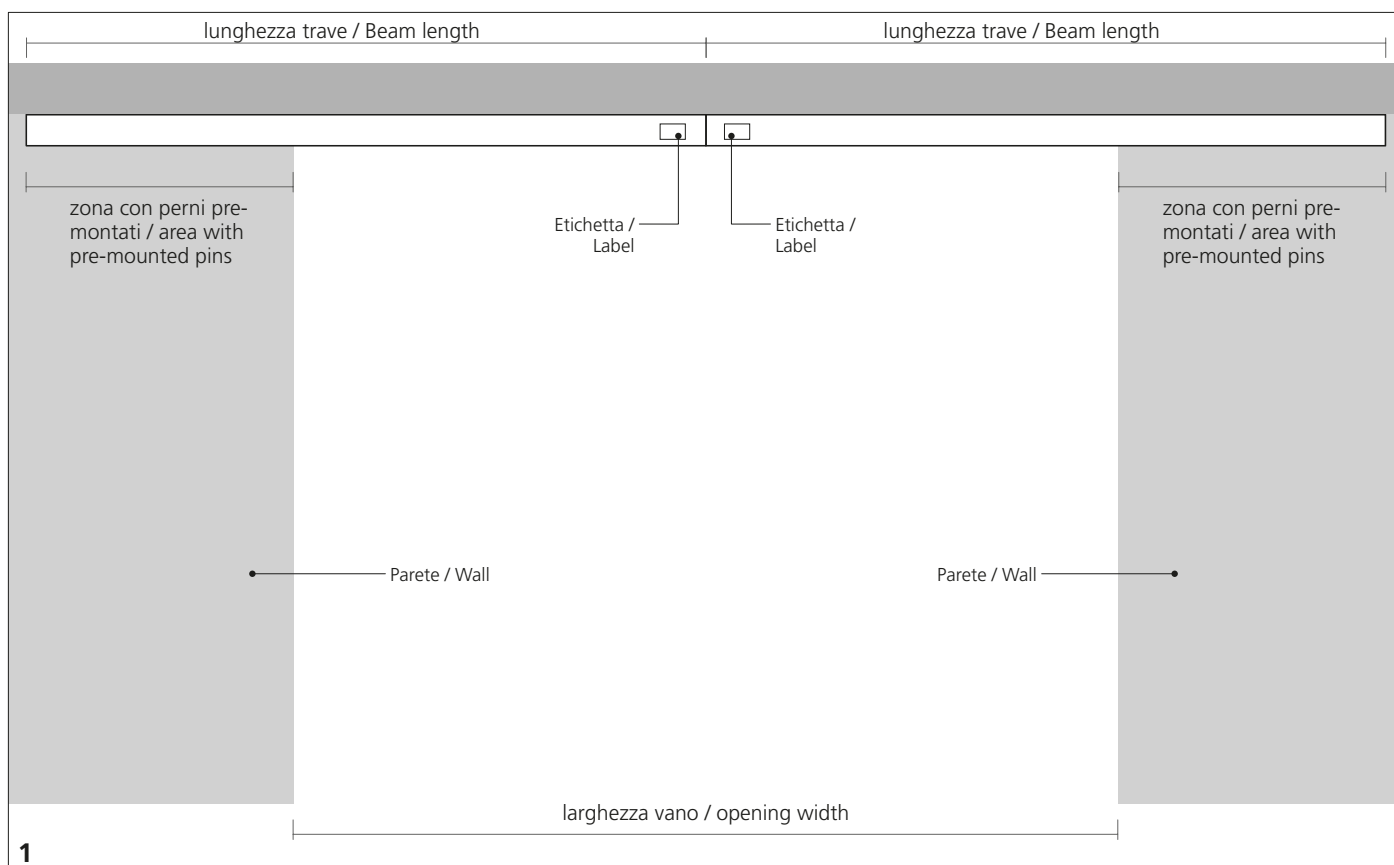 lunghezza trave / Beam length
lunghezza trave / Beam length
zona con perni pre-
montati / area with
pre-mounted pins
Etichetta /
Label
Etichetta /
Label
zona con perni pre-
montati / area with
pre-mounted pins
Parete / Wall
Parete / Wall
larghezza vano / opening width
1